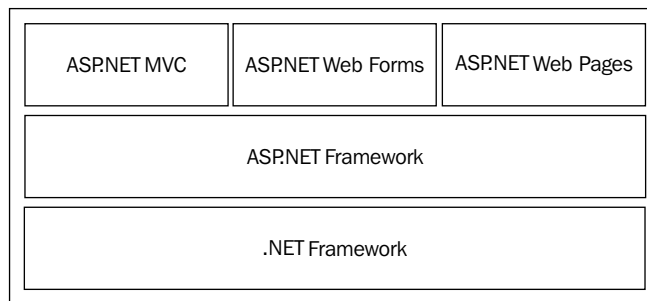 ASP.NET MVC
ASP.NET Web Forms
ASP.NET Web Pages
ASP.NET Framework
.NET Framework